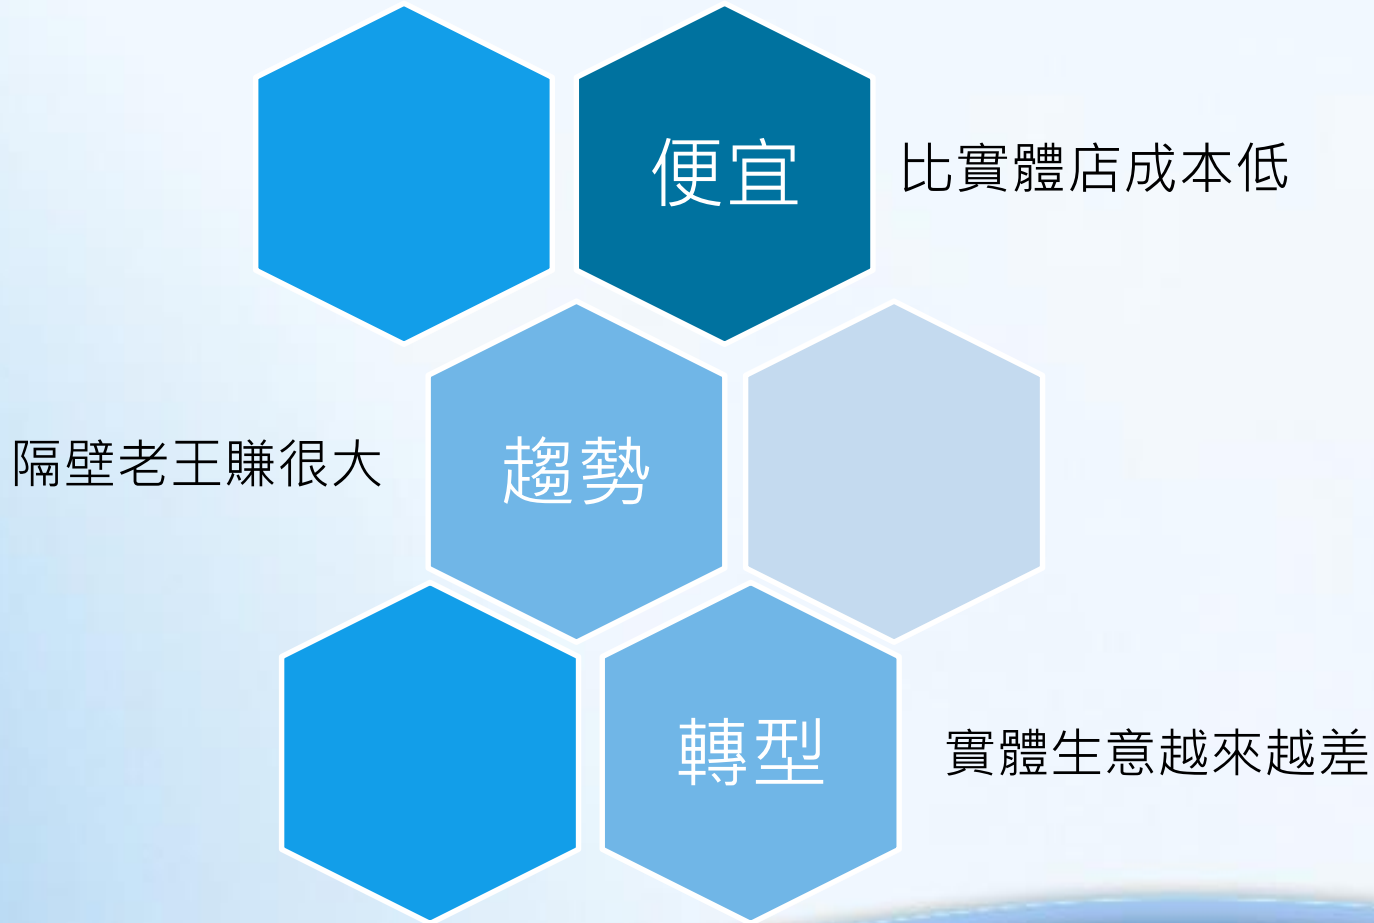 便宜
比實體店成本低
隔壁老王賺很大
趨勢
轉型
實體生意越來越差